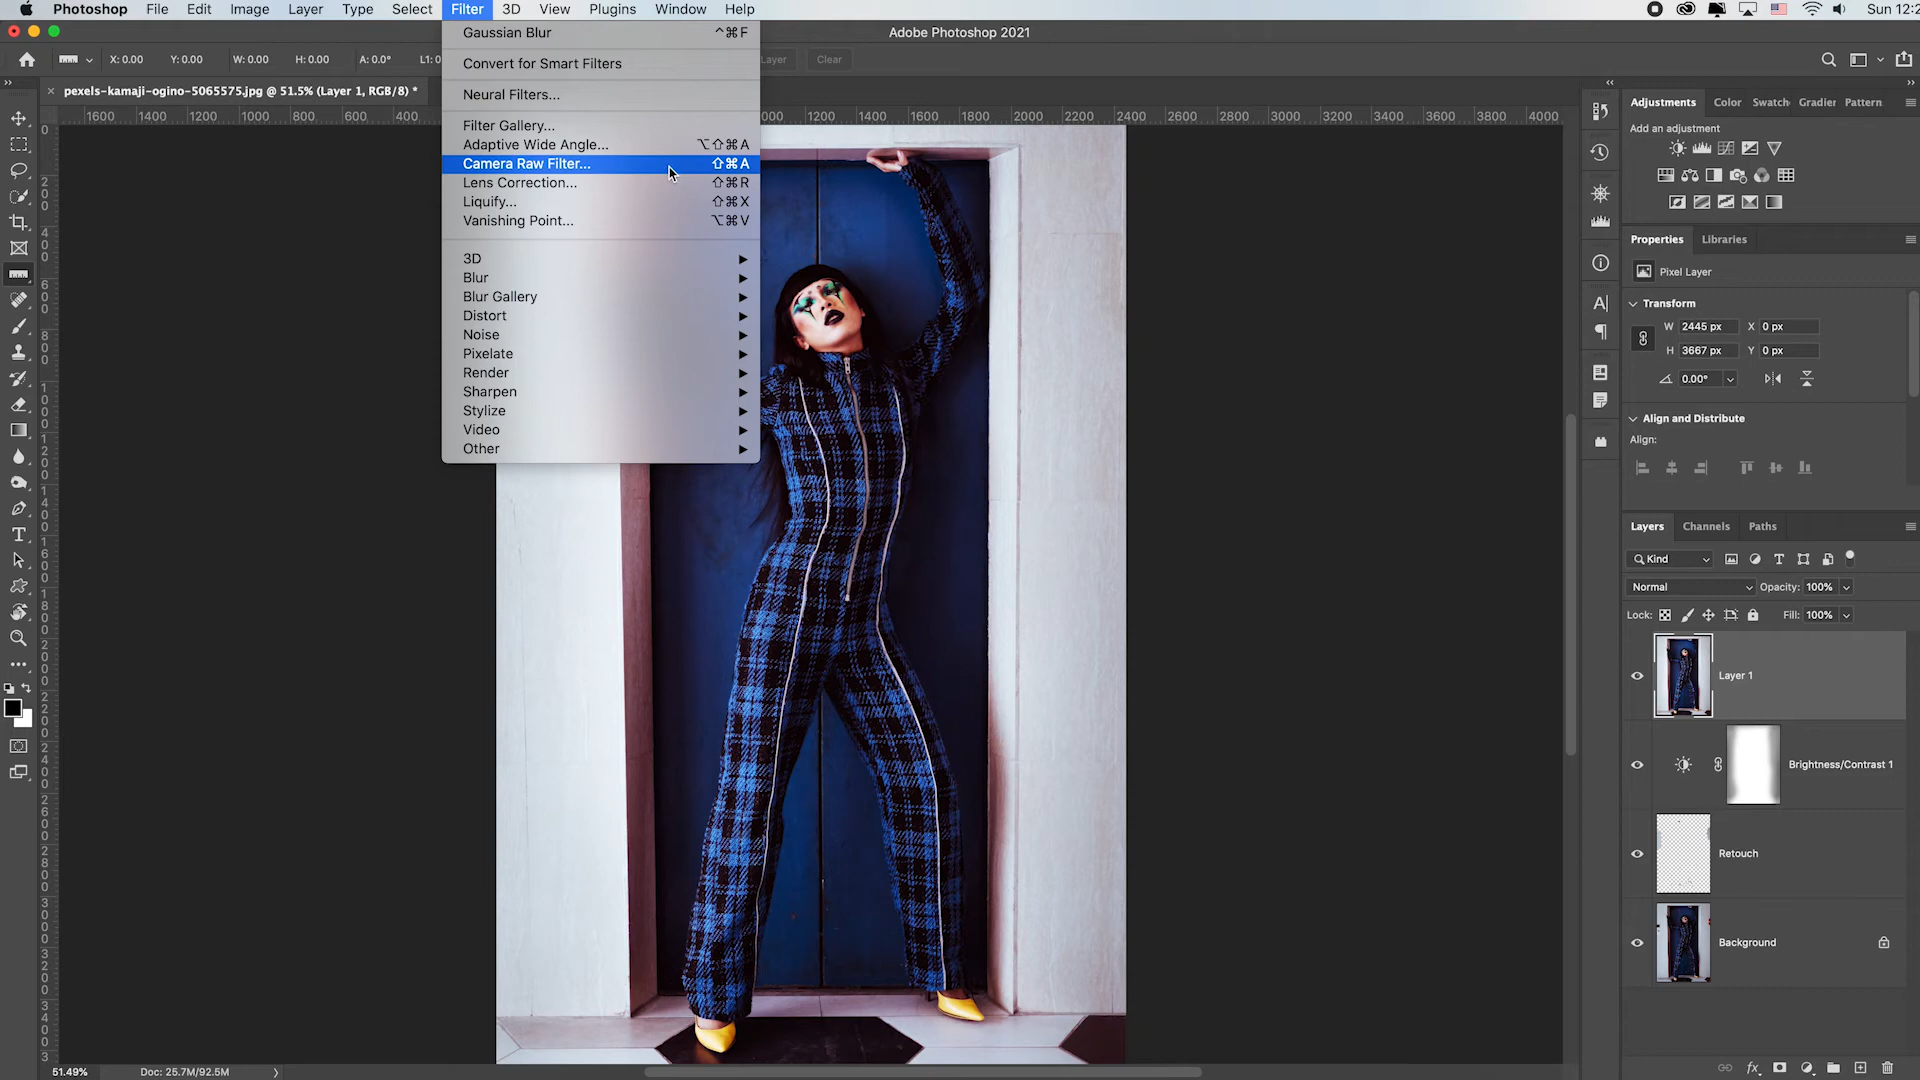 Photoshop File Edit Image Layer Type Select Filter 3D View Plugins Window Help Sun 12:2
Adobe Photoshop 2021
X: 0.00 Y: 0.00 W: 0.00 H: 0.00 A: 0.0° L1: 0 Layer Clear
× pexels-kamaji-ogino-5065575.jpg @ 51.5% (Layer 1, RGB/8) *
1600 1400 1200 1000 800 600 400 000 1200 1400 1600 1800 2000 2200 2400 2600 2800 3000 3200 3400 3600 3800 4000
Gaussian Blur ^⌘F
Convert for Smart Filters
Neural Filters...
Filter Gallery...
Adaptive Wide Angle... ⌥⇧⌘A
Camera Raw Filter... ⇧⌘A
Lens Correction... ⇧⌘R
Liquify... ⇧⌘X
Vanishing Point... ⌥⌘V
3D
Blur
Blur Gallery
Distort
Noise
Pixelate
Render
Sharpen
Stylize
Video
Other
Adjustments Color Swatch Gradier Pattern
Add an adjustment
Properties Libraries
Pixel Layer
Transform
W 2445 px X 0 px
H 3667 px Y 0 px
0.00°
Align and Distribute
Align:
Layers Channels Paths
Kind
Normal Opacity: 100%
Lock: Fill: 100%
Layer 1
Brightness/Contrast 1
Retouch
Background
51.49% Doc: 25.7M/92.5M